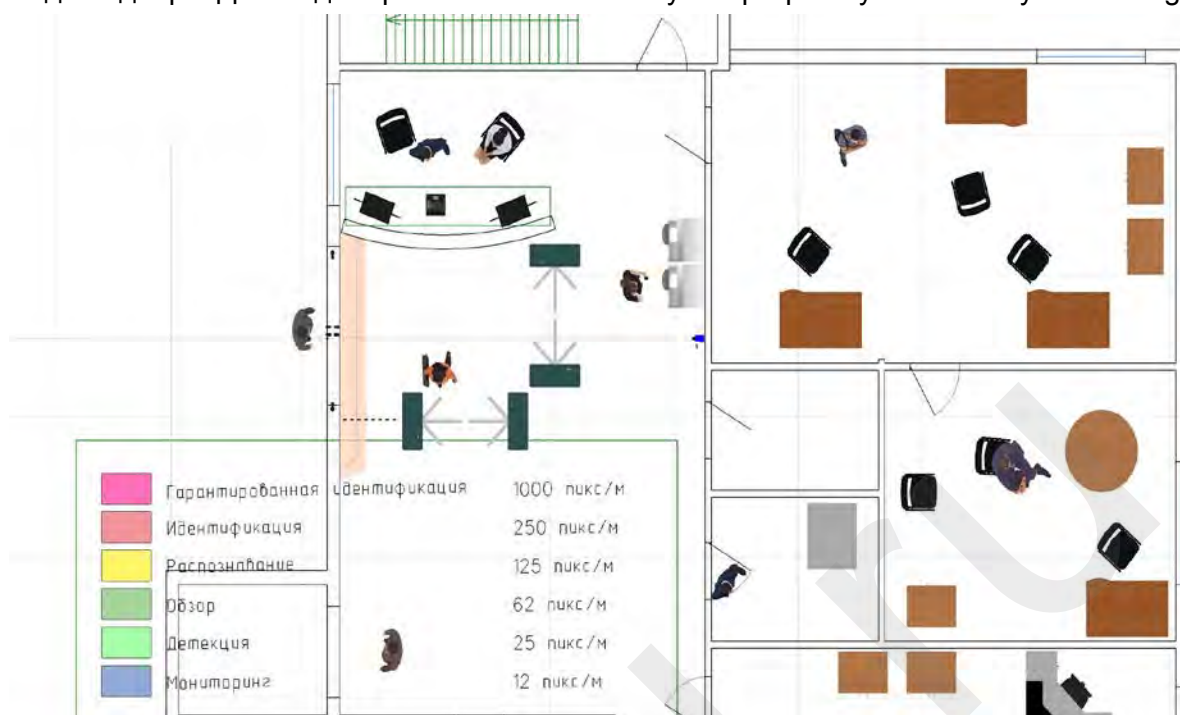 Гарантированная идентификация 1000 пикс/м
Идентификация 250 пикс/м
Распознавание 125 пикс/м
Обзор 62 пикс/м
Детекция 25 пикс/м
Мониторинг 12 пикс/м